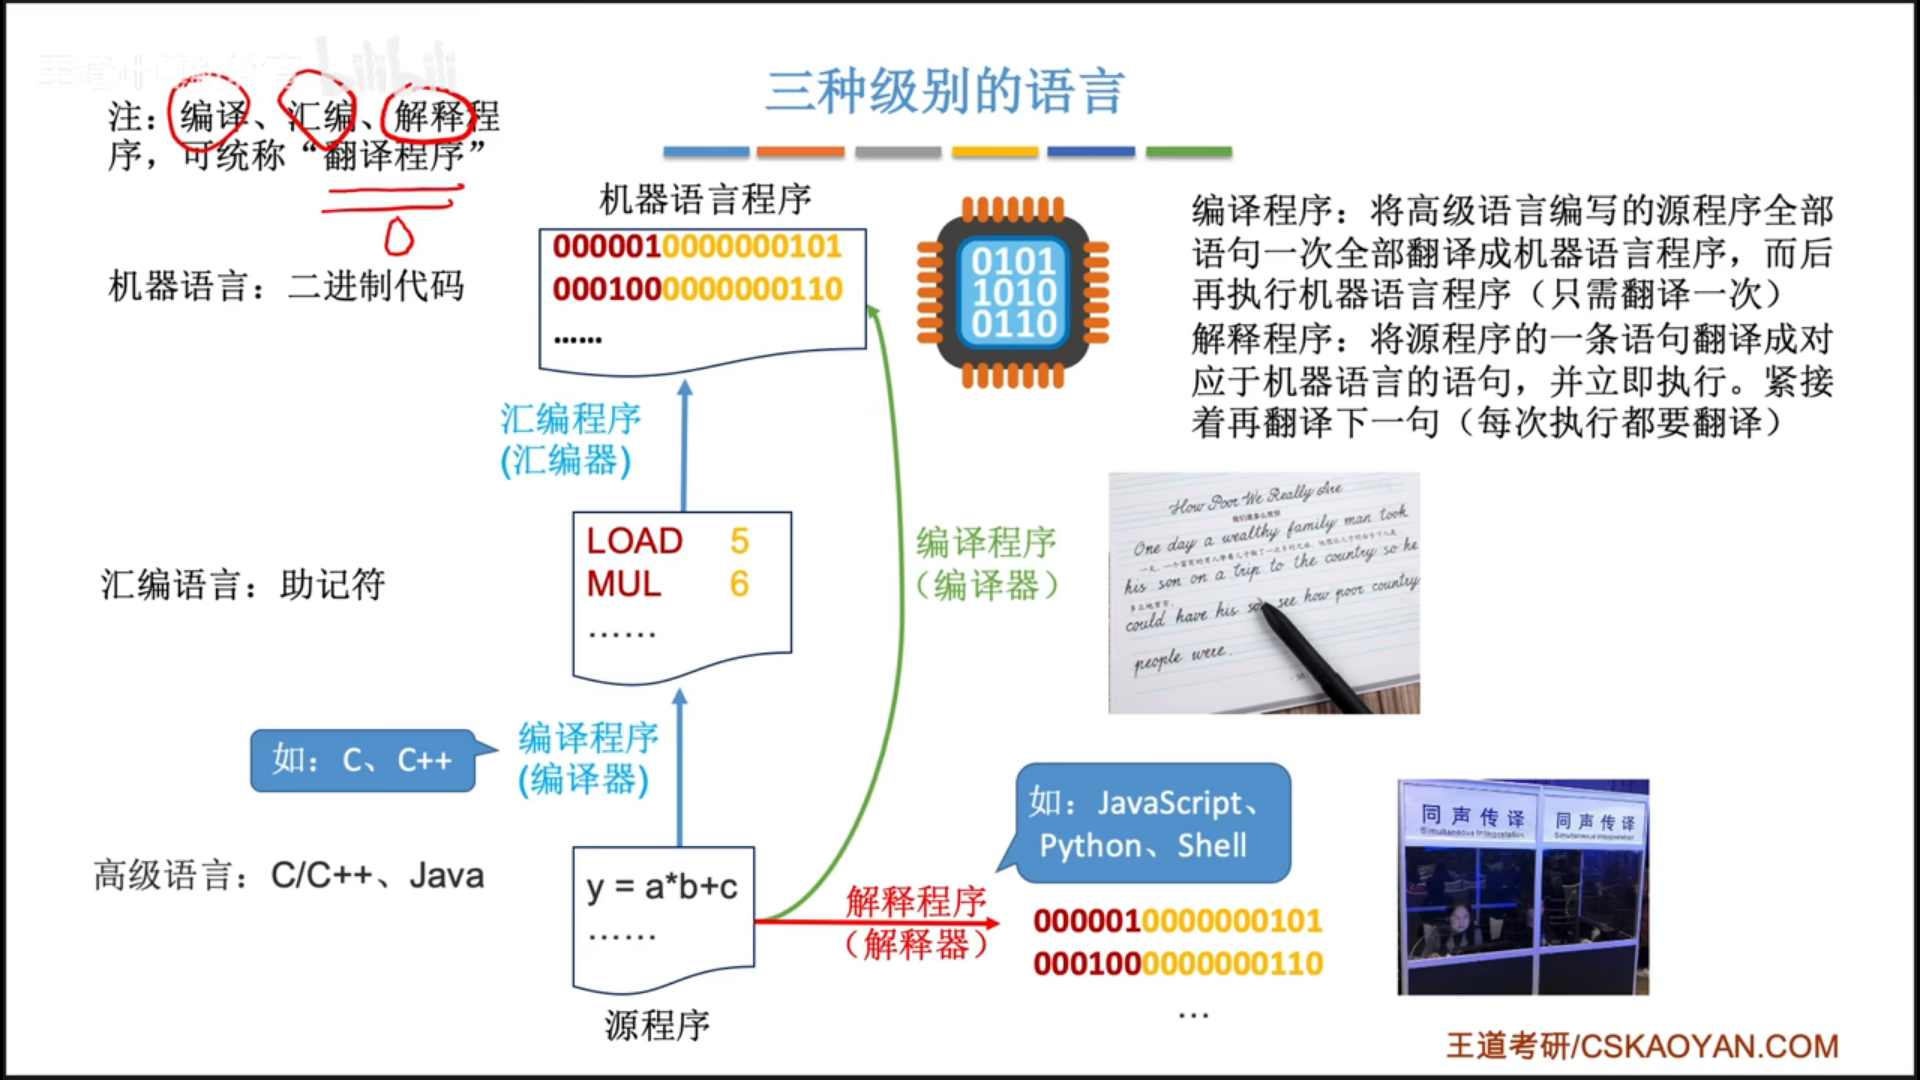 三种级别的语言
注：编译、汇编、解释程
序，可统称“翻译程序”
机器语言：二进制代码
汇编语言：助记符
高级语言：C/C++、Java
机器语言程序
0000010000000101
0001000000000110
......
汇编程序
(汇编器)
LOAD 5
MUL 6
......
如：C、C++
编译程序
(编译器)
y = a*b+c
......
源程序
编译程序
（编译器）
0101
1010
0110
编译程序：将高级语言编写的源程序全部
语句一次全部翻译成机器语言程序，而后
再执行机器语言程序（只需翻译一次）
解释程序：将源程序的一条语句翻译成对
应于机器语言的语句，并立即执行。紧接
着再翻译下一句（每次执行都要翻译）
How Poor We Really Are
One day a wealthy family man took
his son on a trip to the country so he
could have his son see how poor country
people were.
如：JavaScript、
Python、Shell
解释程序
（解释器）
0000010000000101
0001000000000110
...
同声传译
Simultaneous Interpretation
同声传译
Simultaneous Interpretation
王道考研/CSKAOYAN.COM